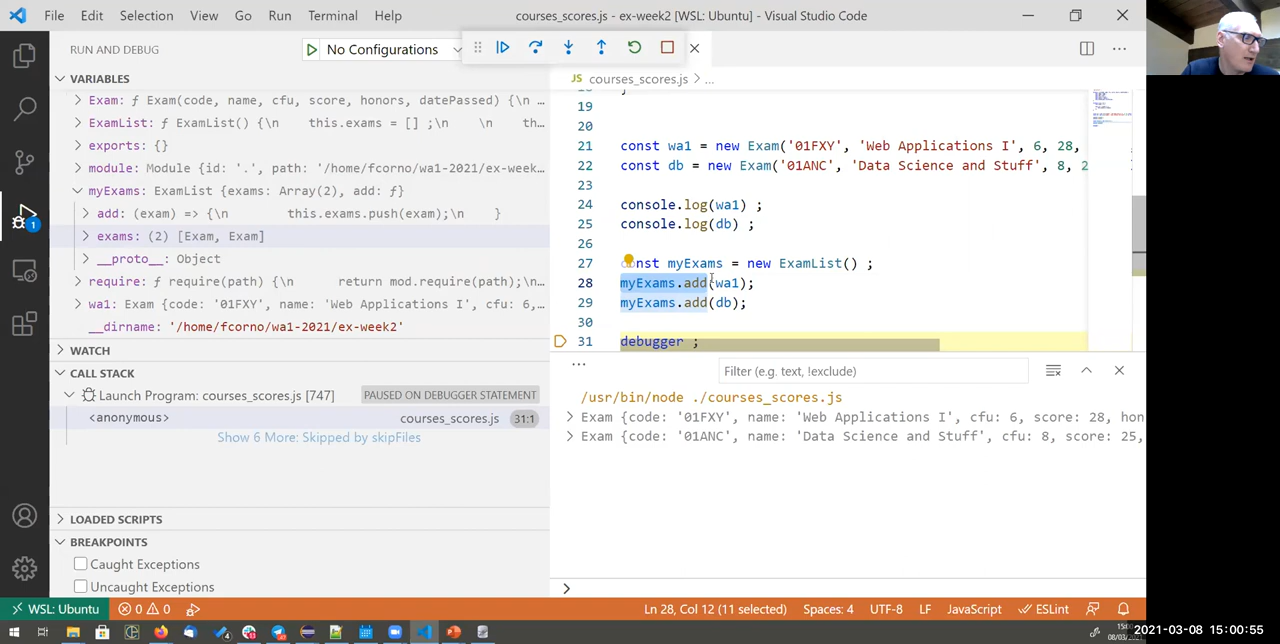 File Edit Selection View Go Run Terminal Help courses_scores.js - ex-week2 [WSL: Ubuntu] - Visual Studio Code
RUN AND DEBUG No Configurations
VARIABLES
Exam: ƒ Exam(code, name, cfu, score, honors, datePassed) {\n …
ExamList: ƒ ExamList() {\n this.exams = [] ;\n \n th…
exports: {}
module: Module {id: '.', path: '/home/fcorno/wa1-2021/ex-week…
myExams: ExamList {exams: Array(2), add: ƒ}
add: (exam) => {\n this.exams.push(exam);\n }
exams: (2) [Exam, Exam]
__proto__: Object
require: ƒ require(path) {\n return mod.require(path);\n…
wa1: Exam {code: '01FXY', name: 'Web Applications I', cfu: 6,…
__dirname: '/home/fcorno/wa1-2021/ex-week2'
WATCH
CALL STACK
Launch Program: courses_scores.js [747] PAUSED ON DEBUGGER STATEMENT
<anonymous> courses_scores.js 31:1
Show 6 More: Skipped by skipFiles
LOADED SCRIPTS
BREAKPOINTS
Caught Exceptions
Uncaught Exceptions
1
JS courses_scores.js > ...
19
20
21 const wa1 = new Exam('01FXY', 'Web Applications I', 6, 28,
22 const db = new Exam('01ANC', 'Data Science and Stuff', 8, 2
23
24 console.log(wa1) ;
25 console.log(db) ;
26
27 const myExams = new ExamList() ;
28 myExams.add(wa1);
29 myExams.add(db);
30
31 debugger ;
… Filter (e.g. text, !exclude)
/usr/bin/node ./courses_scores.js
Exam {code: '01FXY', name: 'Web Applications I', cfu: 6, score: 28, hon
Exam {code: '01ANC', name: 'Data Science and Stuff', cfu: 8, score: 25,
>
WSL: Ubuntu 0 0 Ln 28, Col 12 (11 selected) Spaces: 4 UTF-8 LF JavaScript ESLint
15:00
08/03/2021
2021-03-08 15:00:55